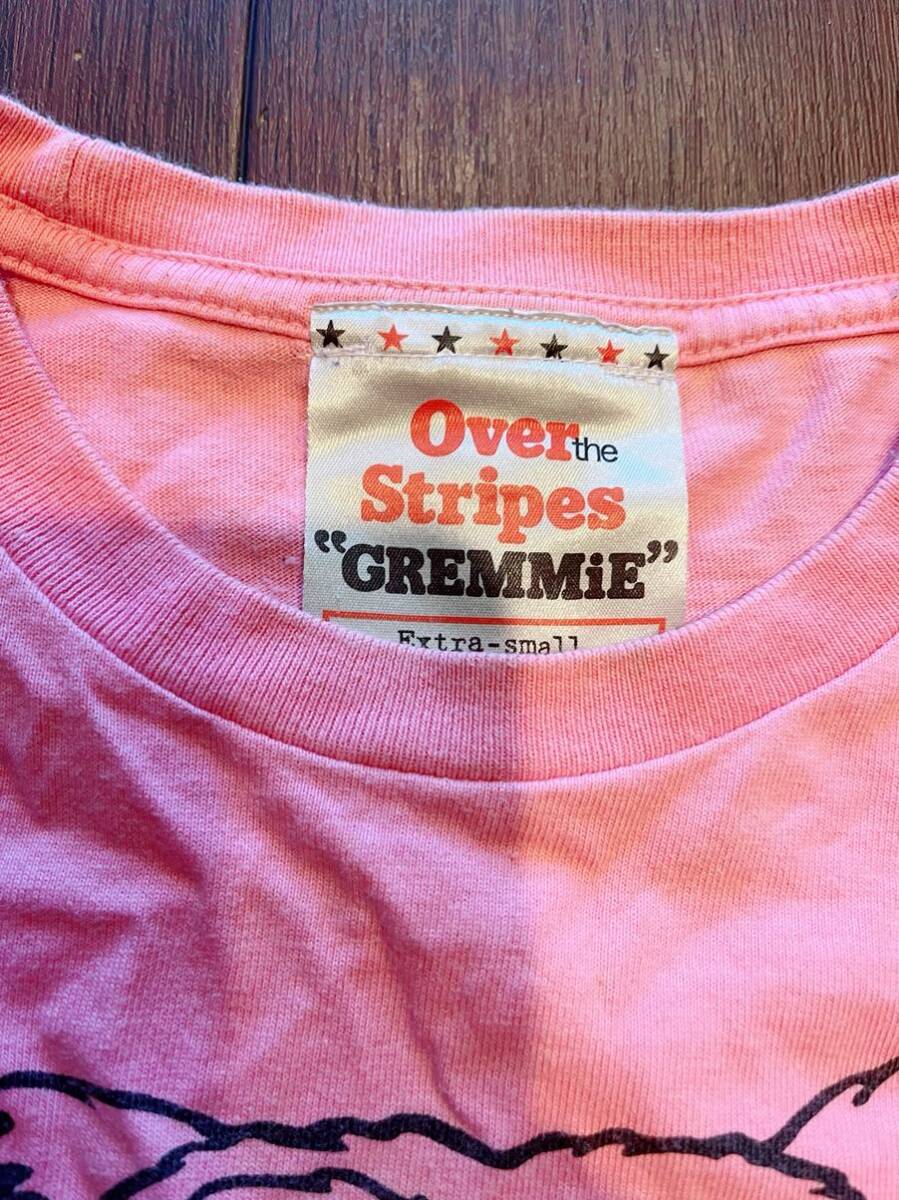 Over the
Stripes
“GREMMiE”
Extra-small